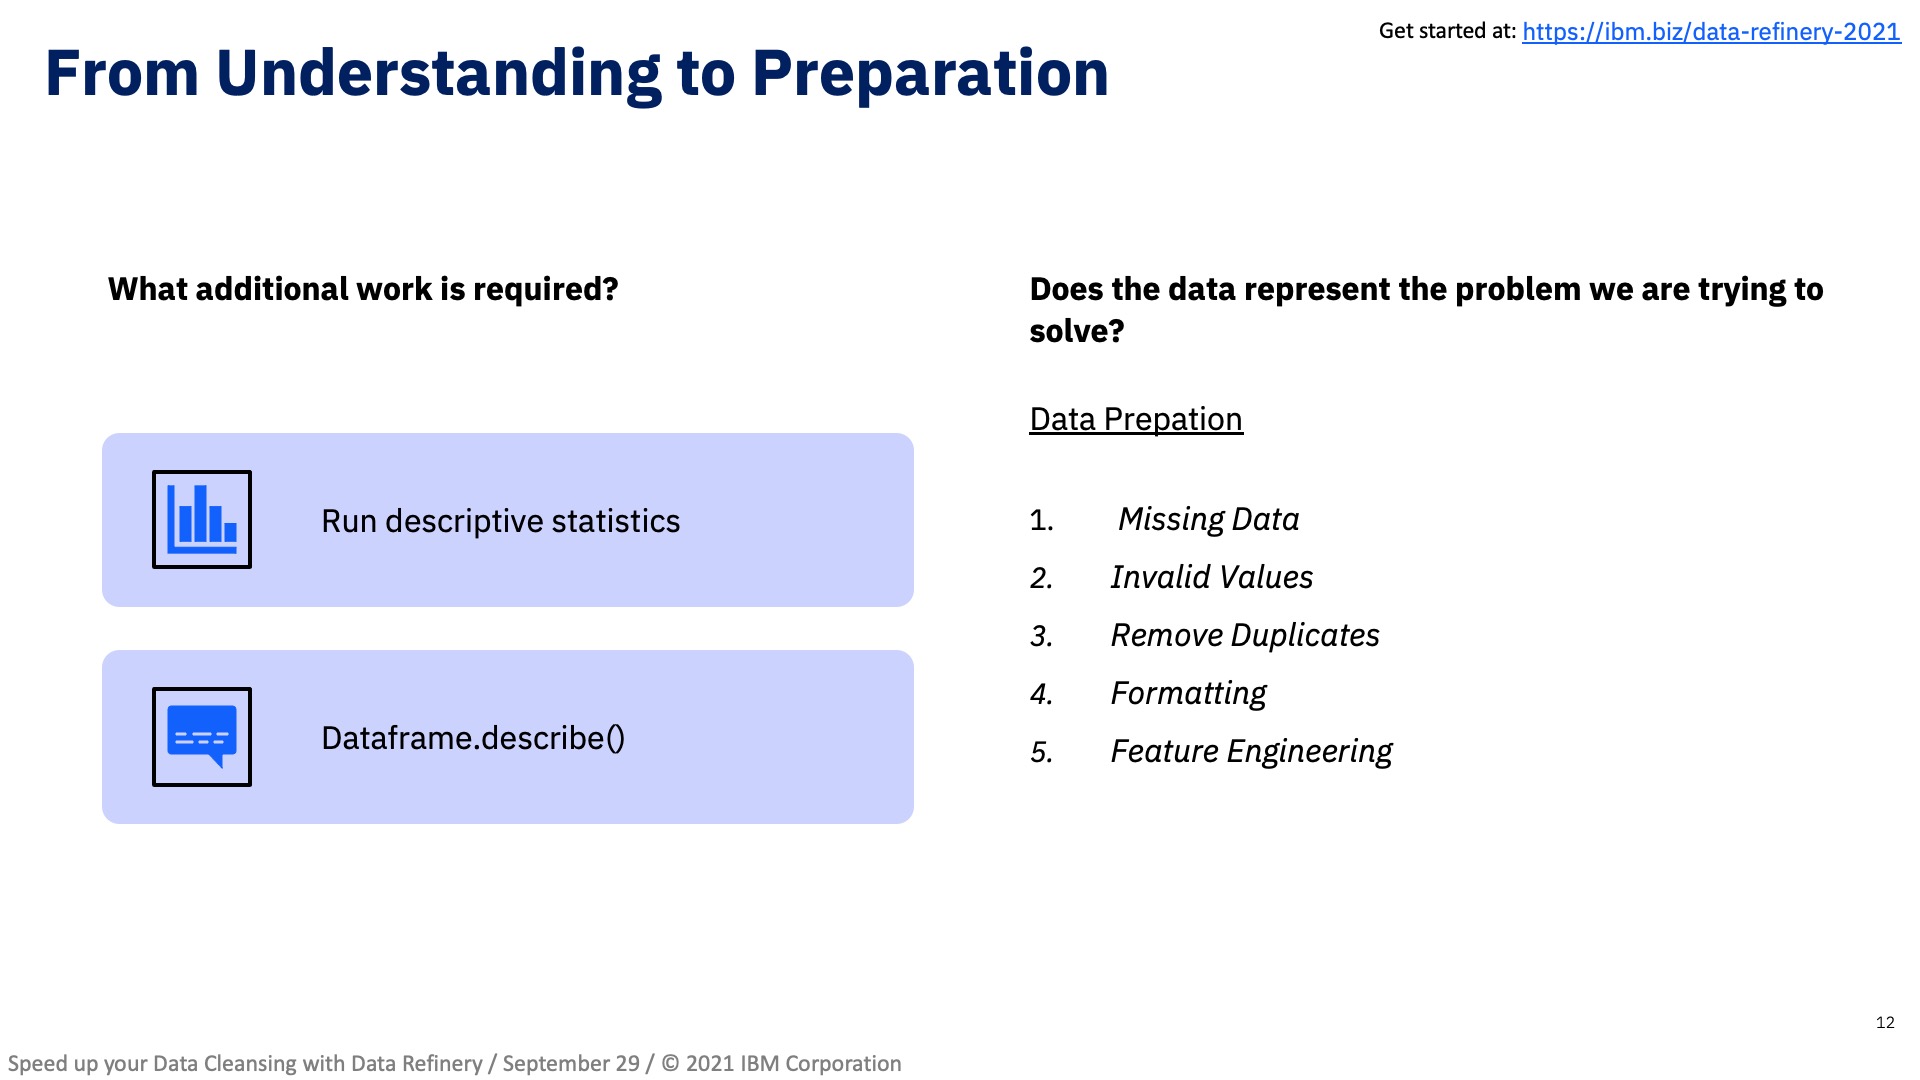 Get started at: https://ibm.biz/data-refinery-2021
From Understanding to Preparation
What additional work is required?
Run descriptive statistics
Dataframe.describe()
Does the data represent the problem we are trying to
solve?
Data Prepation
1. Missing Data
2. Invalid Values
3. Remove Duplicates
4. Formatting
5. Feature Engineering
12
Speed up your Data Cleansing with Data Refinery / September 29 / © 2021 IBM Corporation